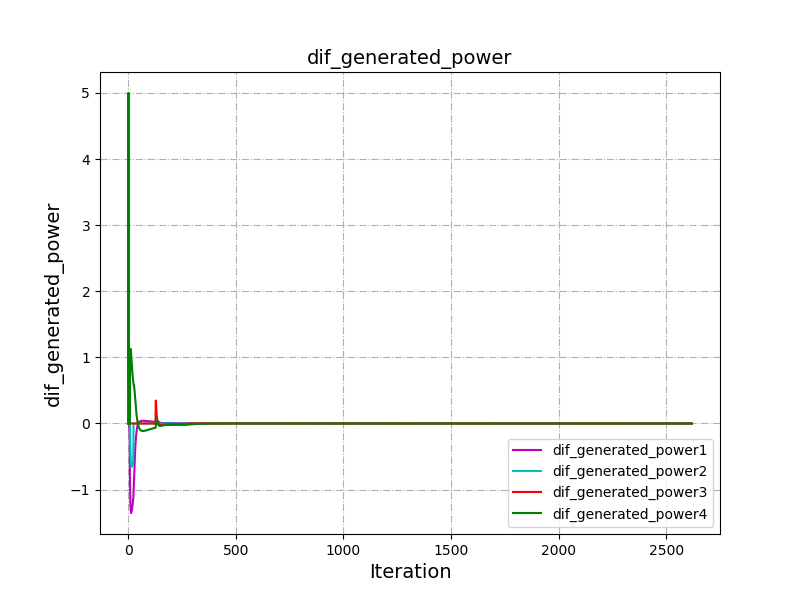 dif_generated_power
dif_generated_power
5
4
3
2
1
0
−1
0
500
1000
1500
2000
2500
Iteration
dif_generated_power1
dif_generated_power2
dif_generated_power3
dif_generated_power4